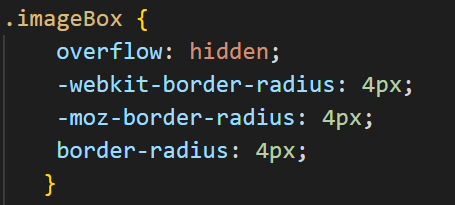 .imageBox {
overflow: hidden;
-webkit-border-radius: 4px;
-moz-border-radius: 4px;
border-radius: 4px;
}